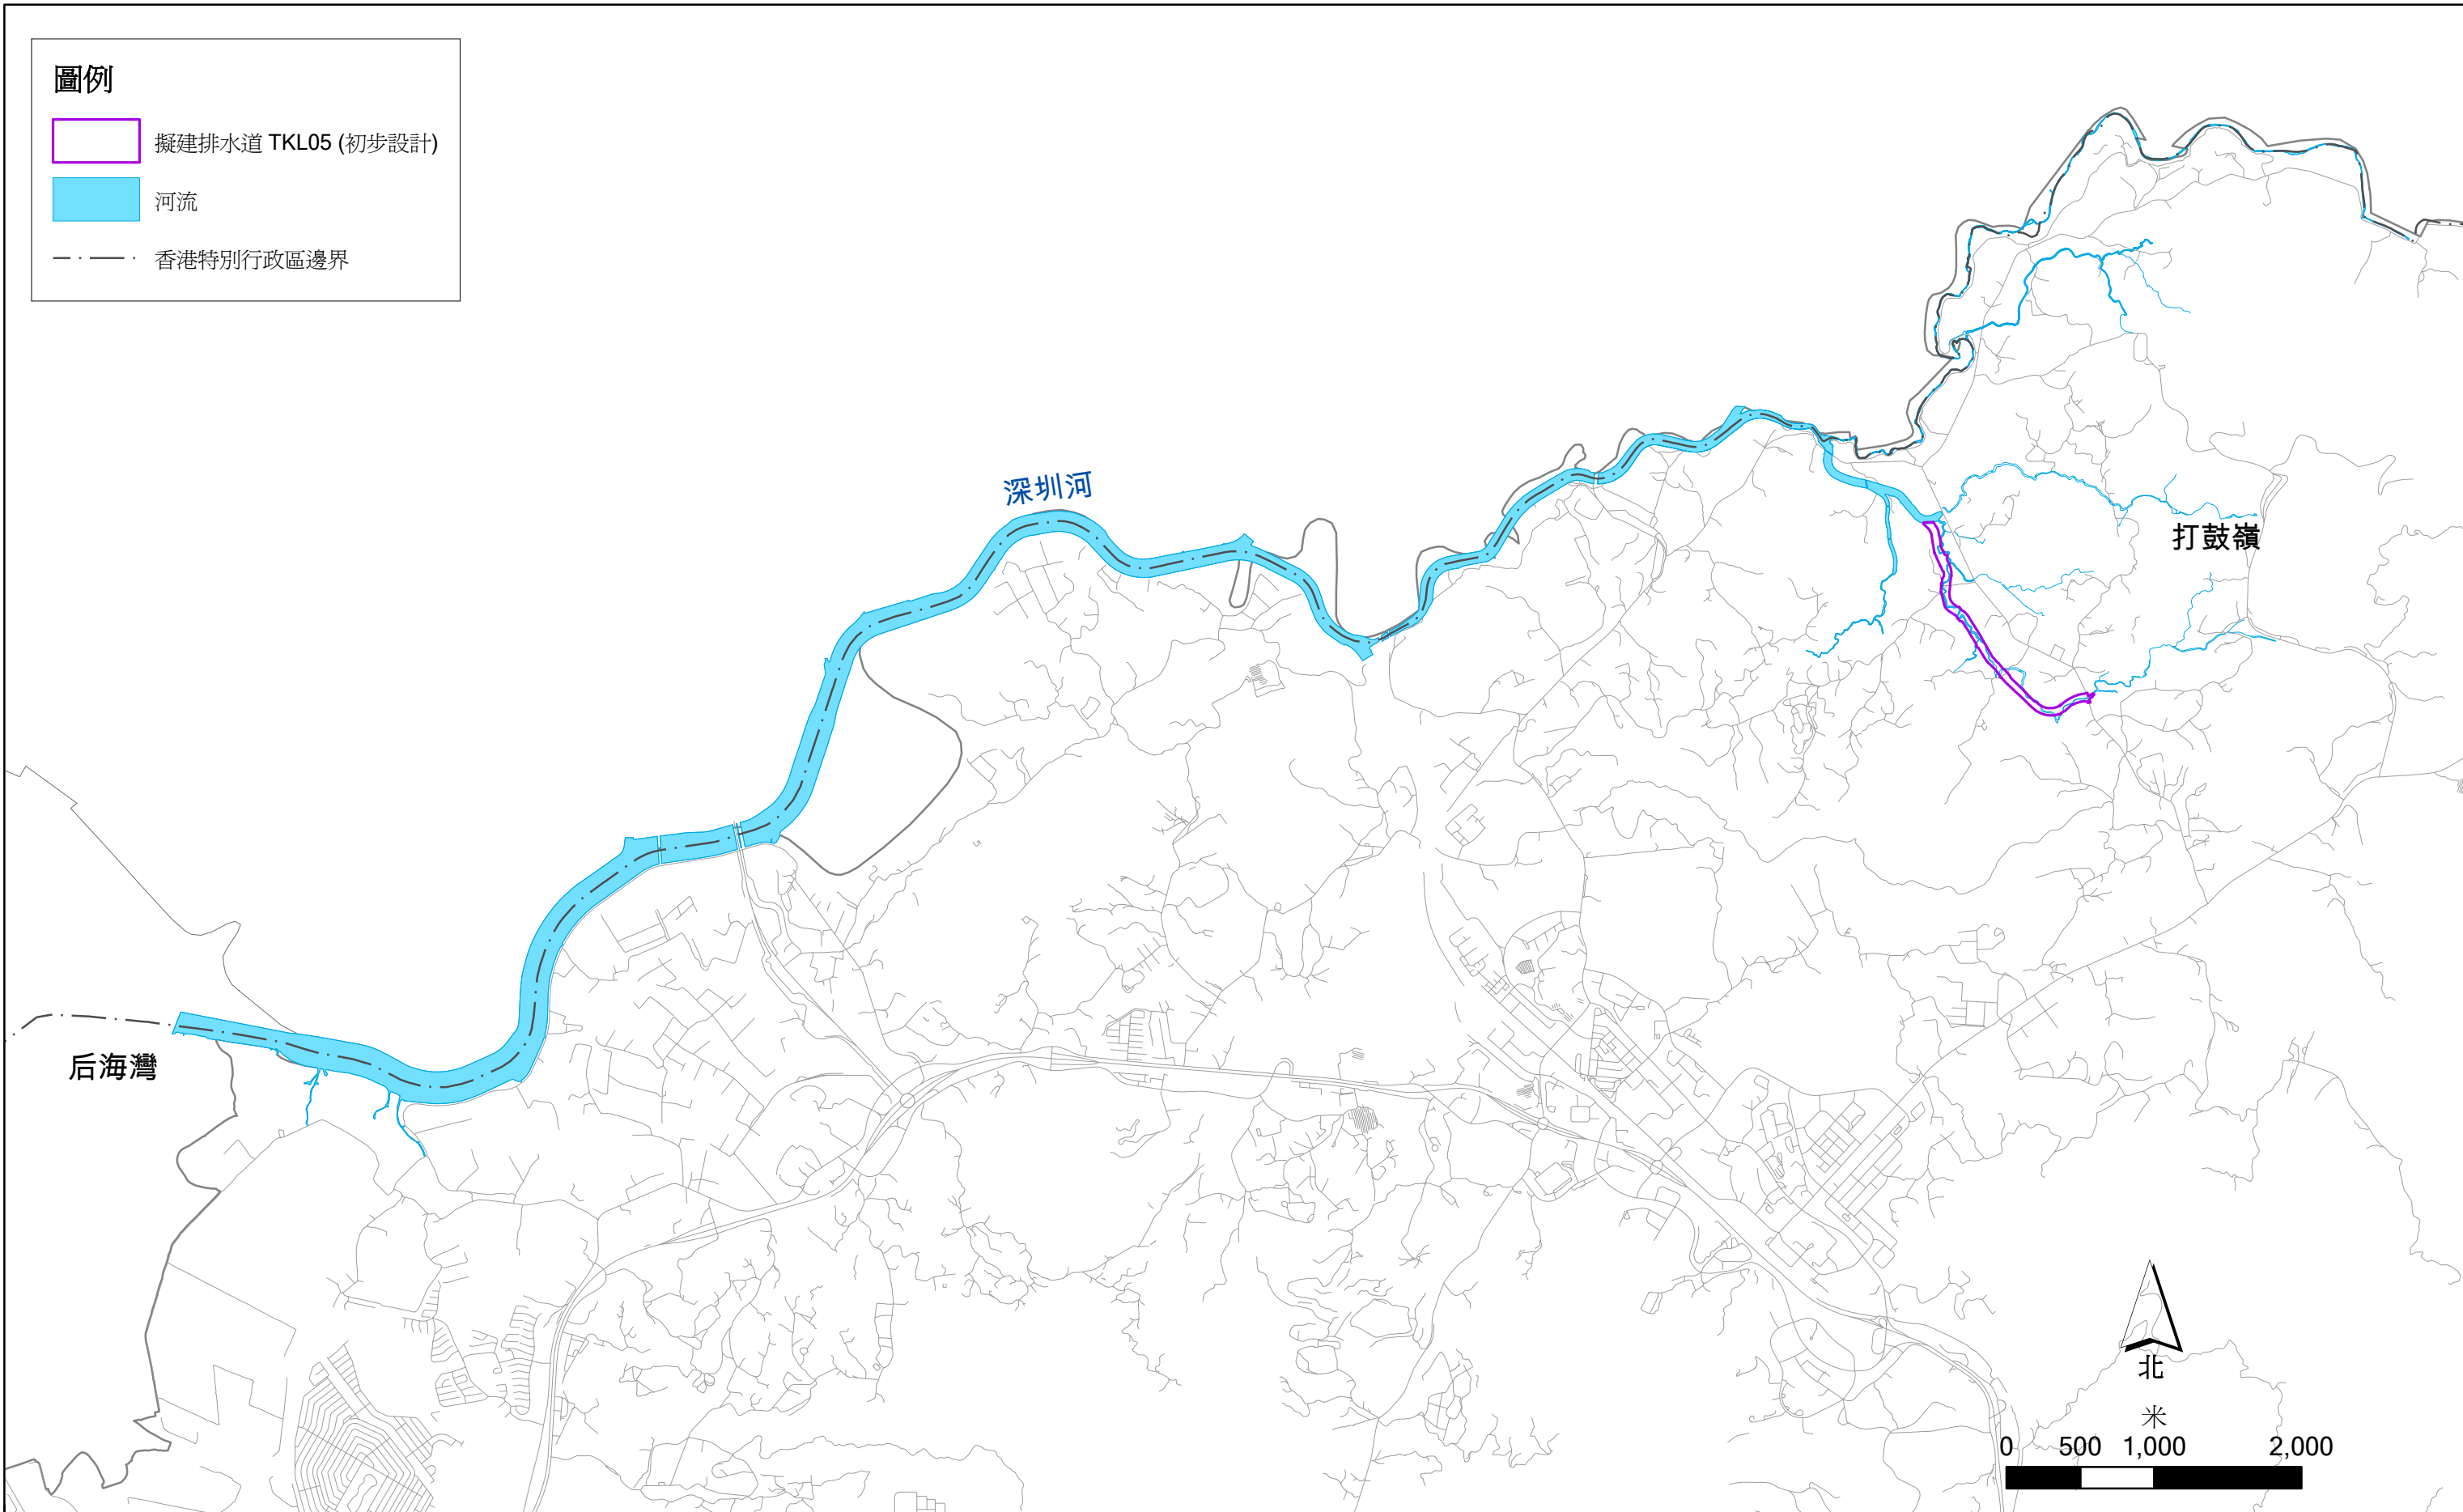 圖例
擬建排水道 TKL05 (初步設計)
河流
香港特別行政區邊界
深圳河
打鼓嶺
后海灣
北
米
0 500 1,000 2,000